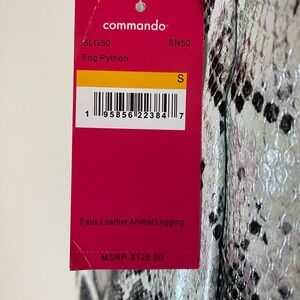 commando®
SLG50 SN50
Fog Python
S
1 95856 22384 7
Faux Leather Animal Legging
MSRP $128.00